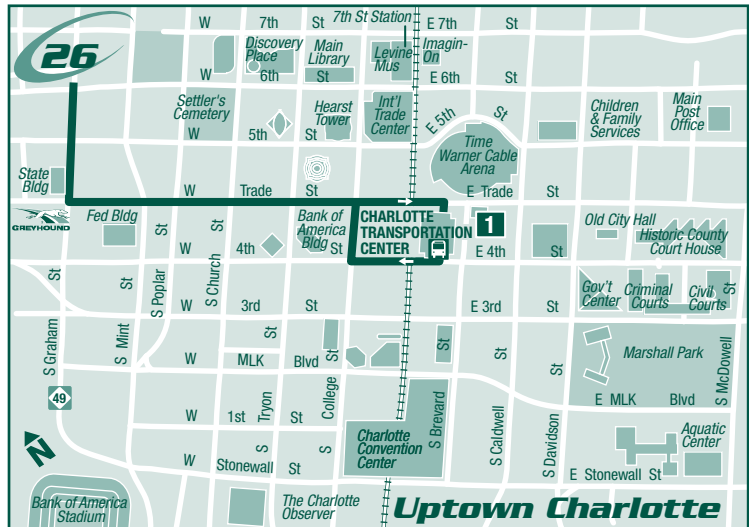 26
W 7th St
7th St Station
E 7th St
Discovery
Place
Main
Library
Levine
Mus
Imagin-
On
W 6th St
E 6th St
Settler's
Cemetery
Hearst
Tower
Int'l
Trade
Center
E 5th St
Children
& Family
Services
Main
Post
Office
W 5th St
Time
Warner Cable
Arena
State
Bldg
W Trade St
E Trade St
GREYHOUND
Fed Bldg
Bank of
America
Bldg
CHARLOTTE
TRANSPORTATION
CENTER
1
Old City Hall
Historic County
Court House
W 4th St
E 4th St
S Graham St
S Mint St
S Poplar St
S Church St
Gov't
Center
Criminal
Courts
Civil
Courts
W 3rd St
E 3rd St
S Tryon St
S College St
S Brevard St
S Caldwell St
S Davidson St
S McDowell St
Marshall Park
W MLK Blvd
E MLK Blvd
49
W 1st St
Charlotte
Convention
Center
Aquatic
Center
N
W Stonewall St
E Stonewall St
Bank of America
Stadium
The Charlotte
Observer
Uptown Charlotte